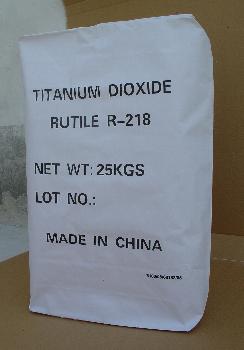 TITANIUM DIOXIDE
RUTILE R-218
NET WT: 25KGS
LOT NO.:
MADE IN CHINA